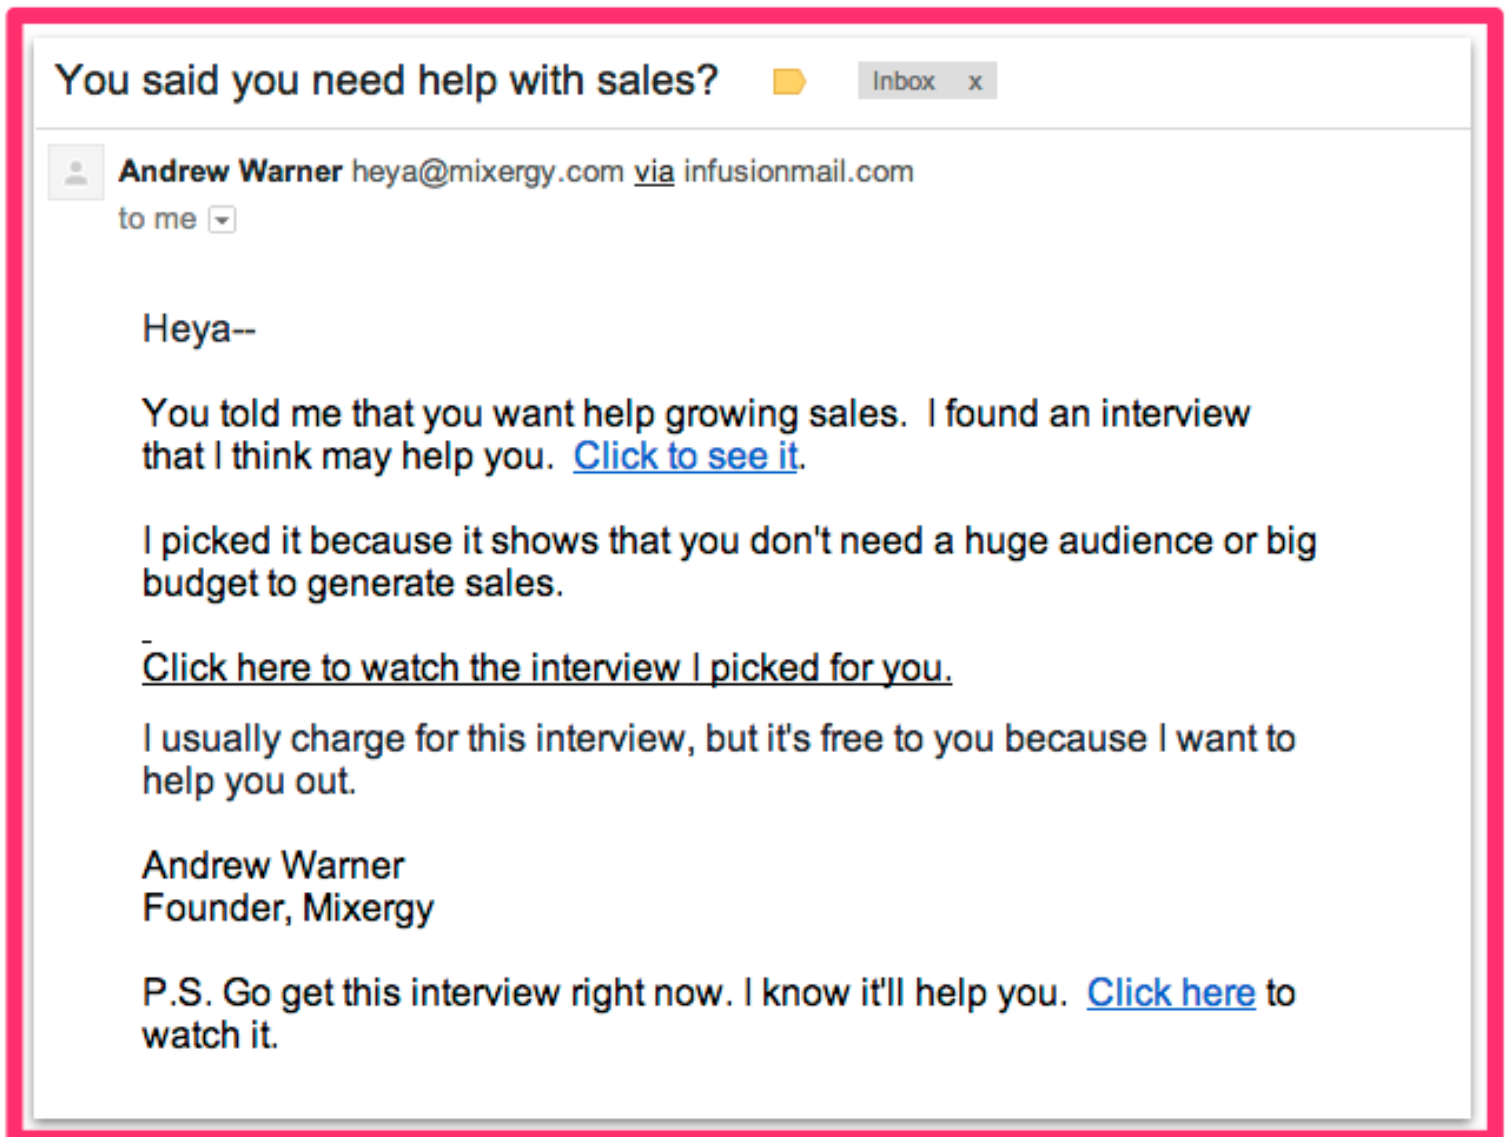 You said you need help with sales? Inbox x
Andrew Warner heya@mixergy.com via infusionmail.com
to me
Heya--
You told me that you want help growing sales.  I found an interview
that I think may help you.  Click to see it.
I picked it because it shows that you don't need a huge audience or big
budget to generate sales.
Click here to watch the interview I picked for you.
I usually charge for this interview, but it's free to you because I want to
help you out.
Andrew Warner
Founder, Mixergy
P.S. Go get this interview right now. I know it'll help you.  Click here to
watch it.